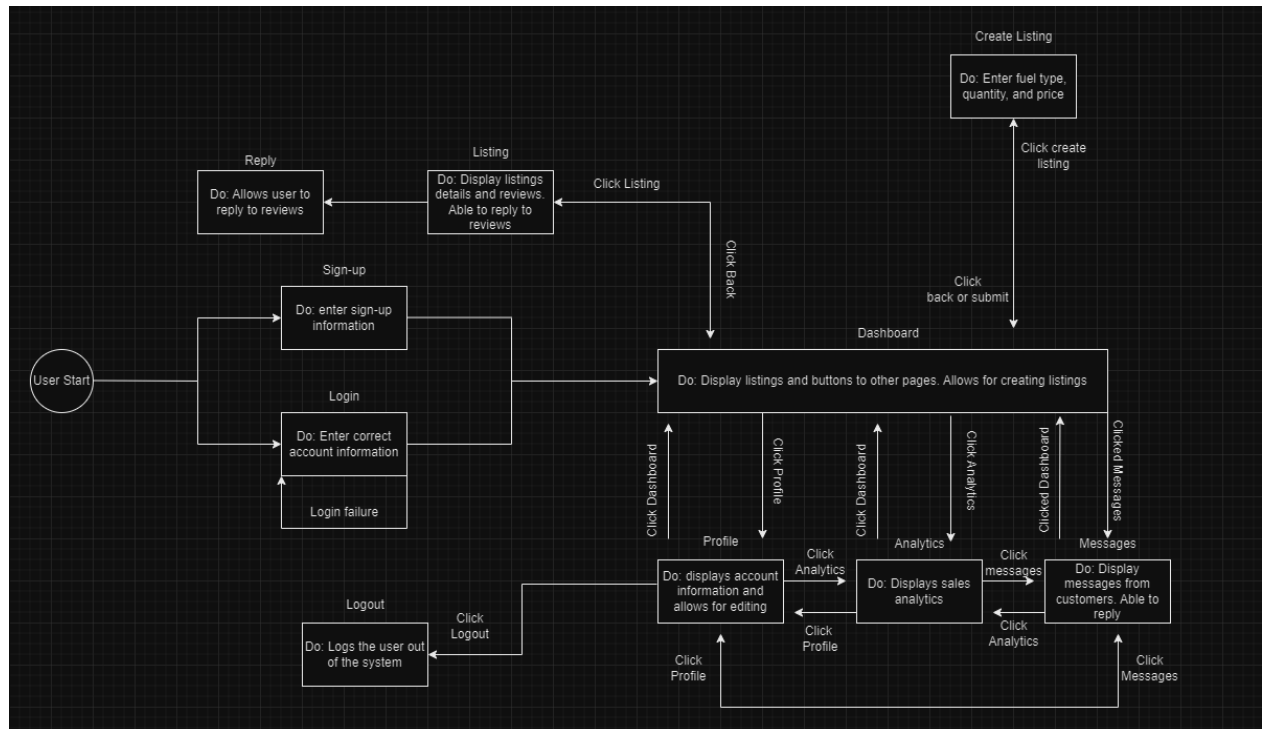 Create Listing
Do: Enter fuel type,
quantity, and price
Click create
listing
Reply
Do: Allows user to
reply to reviews
Listing
Do: Display listings
details and reviews.
Able to reply to
reviews
Click Listing
Click Back
Click
back or submit
Sign-up
Do: enter sign-up
information
User Start
Login
Do: Enter correct
account information
Login failure
Dashboard
Do: Display listings and buttons to other pages. Allows for creating listings
Click Dashboard
Click Profile
Click Dashboard
Click Analytics
Clicked Dashboard
Clicked Messages
Profile
Do: displays account
information and
allows for editing
Click
Analytics
Click
Profile
Analytics
Do: Displays sales
analytics
Click
messages
Click
Analytics
Messages
Do: Display
messages from
customers. Able to
reply
Logout
Do: Logs the user out
of the system
Click
Logout
Click
Profile
Click
Messages